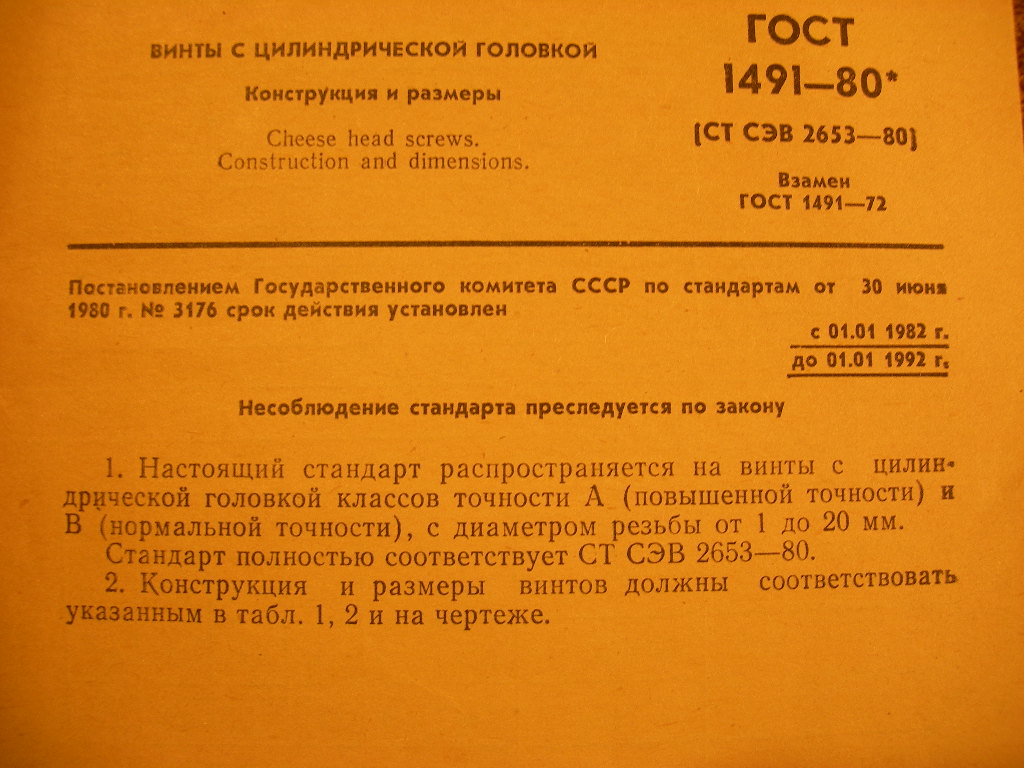 ВИНТЫ С ЦИЛИНДРИЧЕСКОЙ ГОЛОВКОЙ
Конструкция и размеры
Cheese head screws.
Construction and dimensions.
ГОСТ
1491—80*
(СТ СЭВ 2653—80)
Взамен
ГОСТ 1491—72
Постановлением Государственного комитета СССР по стандартам от 30 июня
1980 г. № 3176 срок действия установлен
с 01.01 1982 г.
до 01.01 1992 г.
Несоблюдение стандарта преследуется по закону
1. Настоящий стандарт распространяется на винты с цилин-
дрической головкой классов точности А (повышенной точности) и
В (нормальной точности), с диаметром резьбы от 1 до 20 мм.
Стандарт полностью соответствует СТ СЭВ 2653—80.
2. Конструкция и размеры винтов должны соответствовать
указанным в табл. 1, 2 и на чертеже.